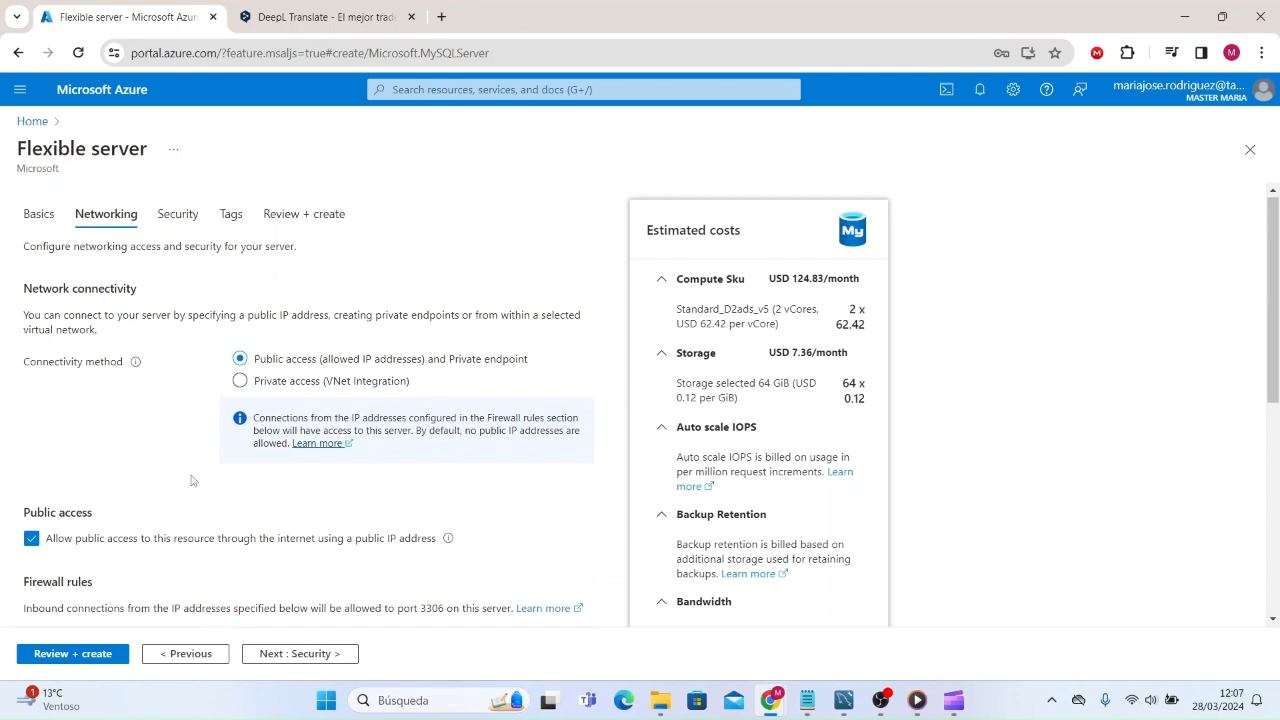 Flexible server - Microsoft Azur
DeepL Translate - El mejor trad
portal.azure.com/?feature.msaljs=true#create/Microsoft.MySQLServer
M
M
Microsoft Azure
Search resources, services, and docs (G+/)
mariajose.rodriguez@ta...
MASTER MARIA
Home >
Flexible server
...
Microsoft
Basics
Networking
Security
Tags
Review + create
Configure networking access and security for your server.
Network connectivity
You can connect to your server by specifying a public IP address, creating private endpoints or from within a selected
virtual network.
Connectivity method
Public access (allowed IP addresses) and Private endpoint
Private access (VNet Integration)
Connections from the IP addresses configured in the Firewall rules section
below will have access to this server. By default, no public IP addresses are
allowed. Learn more
Public access
Allow public access to this resource through the internet using a public IP address
Firewall rules
Inbound connections from the IP addresses specified below will be allowed to port 3306 on this server. Learn more
Estimated costs
My
Compute Sku USD 124.83/month
Standard_D2ads_v5 (2 vCores, 2 x
USD 62.42 per vCore) 62.42
Storage USD 7.36/month
Storage selected 64 GiB (USD 64 x
0.12 per GiB) 0.12
Auto scale IOPS
Auto scale IOPS is billed on usage in
per million request increments. Learn
more
Backup Retention
Backup retention is billed based on
additional storage used for retaining
backups. Learn more
Bandwidth
Review + create
< Previous
Next : Security >
1
13°C
Ventoso
Búsqueda
12:07
28/03/2024